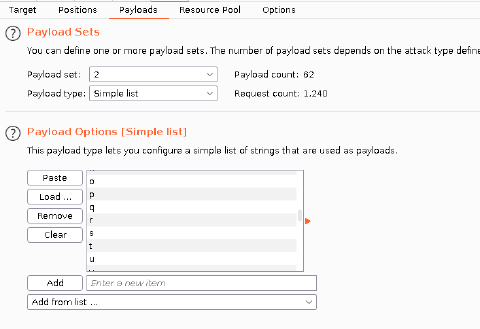 Target Positions Payloads Resource Pool Options
? Payload Sets
You can define one or more payload sets. The number of payload sets depends on the attack type define
Payload set: 2 Payload count: 62
Payload type: Simple list Request count: 1,240
? Payload Options [Simple list]
This payload type lets you configure a simple list of strings that are used as payloads.
Paste
Load ...
Remove
Clear
o
p
q
r
s
t
u
Add Enter a new item
Add from list ...